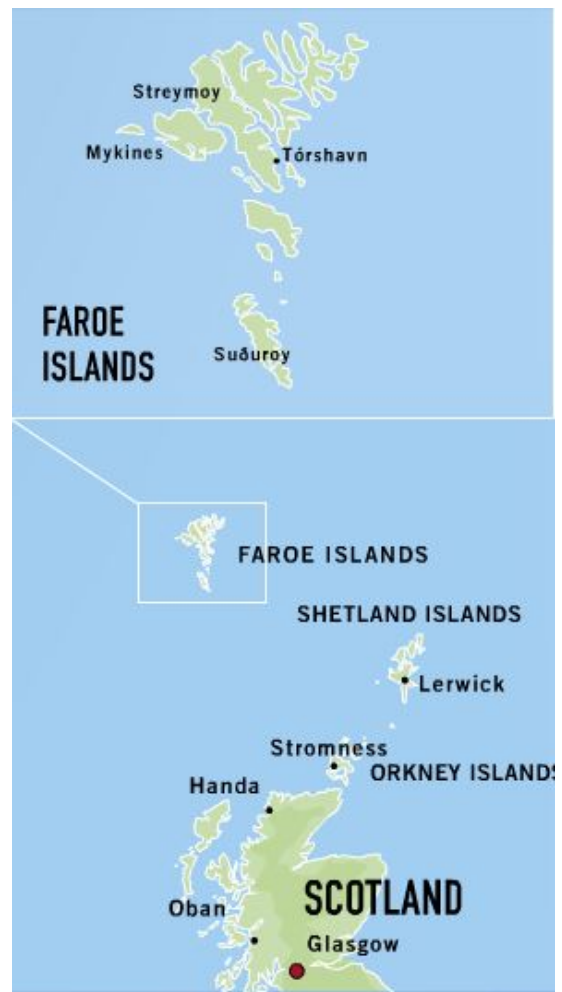 Streymoy
Mykines
Tórshavn
FAROE
ISLANDS
Suðuroy
FAROE ISLANDS
SHETLAND ISLANDS
Lerwick
Stromness
ORKNEY ISLANDS
Handa
SCOTLAND
Oban
Glasgow